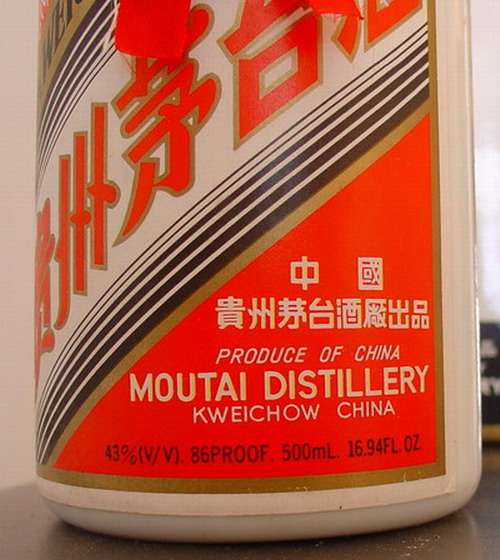 貴州茅台酒
中國
貴州茅台酒廠出品
PRODUCE OF CHINA
MOUTAI DISTILLERY
KWEICHOW CHINA
43%(V/V). 86PROOF. 500mL. 16.94FL.OZ.